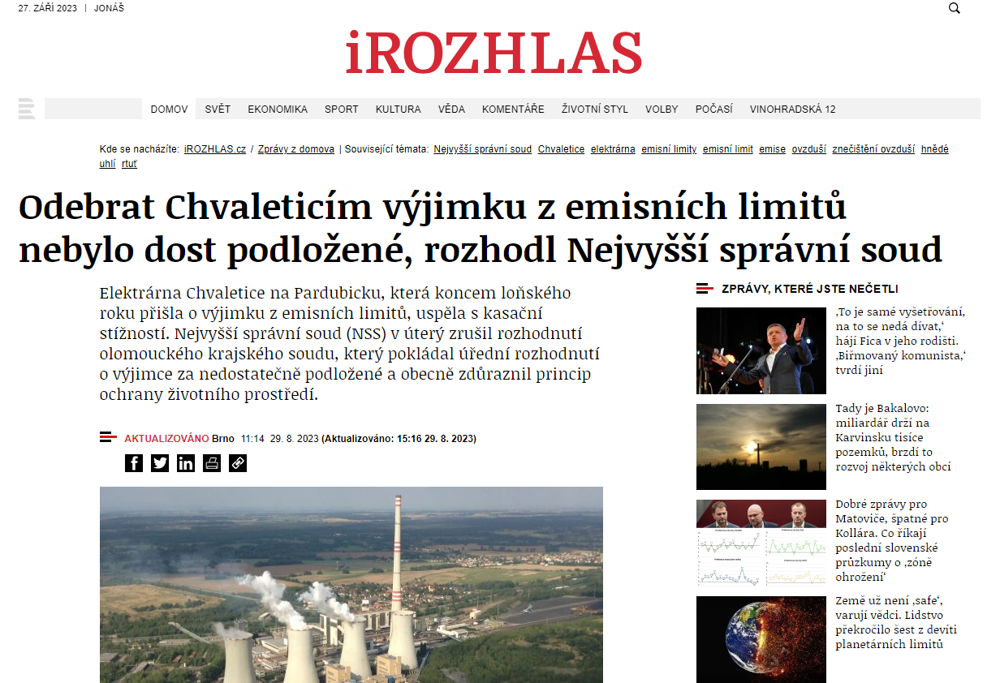 27. ZÁŘÍ 2023 | JONÁŠ
iROZHLAS
DOMOV SVĚT EKONOMIKA SPORT KULTURA VĚDA KOMENTÁŘE ŽIVOTNÍ STYL VOLBY POČASÍ VINOHRADSKÁ 12
Kde se nacházíte: iROZHLAS.cz / Zprávy z domova | Související témata: Nejvyšší správní soud Chvaletice elektrárna emisní limity emisní limit emise ovzduší znečištění ovzduší hnědé
uhlí rtuť
Odebrat Chvaleticím výjimku z emisních limitů
nebylo dost podložené, rozhodl Nejvyšší správní soud
Elektrárna Chvaletice na Pardubicku, která koncem loňského
roku přišla o výjimku z emisních limitů, uspěla s kasační
stížností. Nejvyšší správní soud (NSS) v úterý zrušil rozhodnutí
olomouckého krajského soudu, který pokládal úřední rozhodnutí
o výjimce za nedostatečně podložené a obecně zdůraznil princip
ochrany životního prostředí.
AKTUALIZOVÁNO Brno 11:14 29. 8. 2023 (Aktualizováno: 15:16 29. 8. 2023)
ZPRÁVY, KTERÉ JSTE NEČETLI
‚To je samé vyšetřování,
na to se nedá dívat,‘
hájí Fica v jeho rodišti.
‚Biřmovaný komunista,‘
tvrdí jiní
Tady je Bakalovo:
miliardář drží na
Karvinsku tisíce
pozemků, brzdí to
rozvoj některých obcí
Dobré zprávy pro
Matoviče, špatné pro
Kollára. Co říkají
poslední slovenské
průzkumy o ‚zóně
ohrožení‘
Země už není ‚safe‘,
varují vědci. Lidstvo
překročilo šest z devíti
planetárních limitů